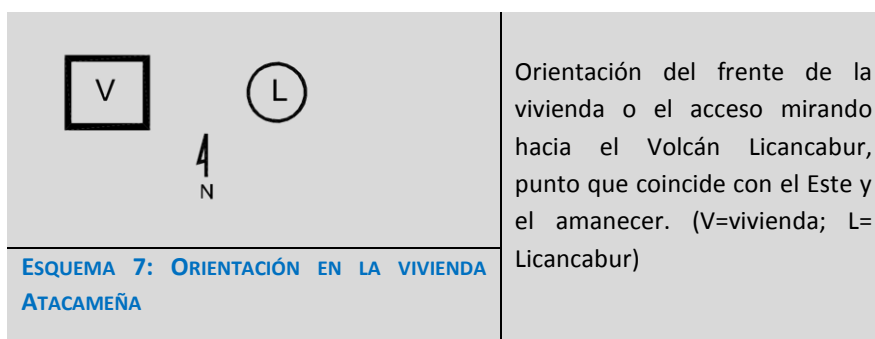 V
L
N
ESQUEMA 7: ORIENTACIÓN EN LA VIVIENDA
ATACAMEÑA
Orientación del frente de la
vivienda o el acceso mirando
hacia el Volcán Licancabur,
punto que coincide con el Este y
el amanecer. (V=vivienda; L=
Licancabur)